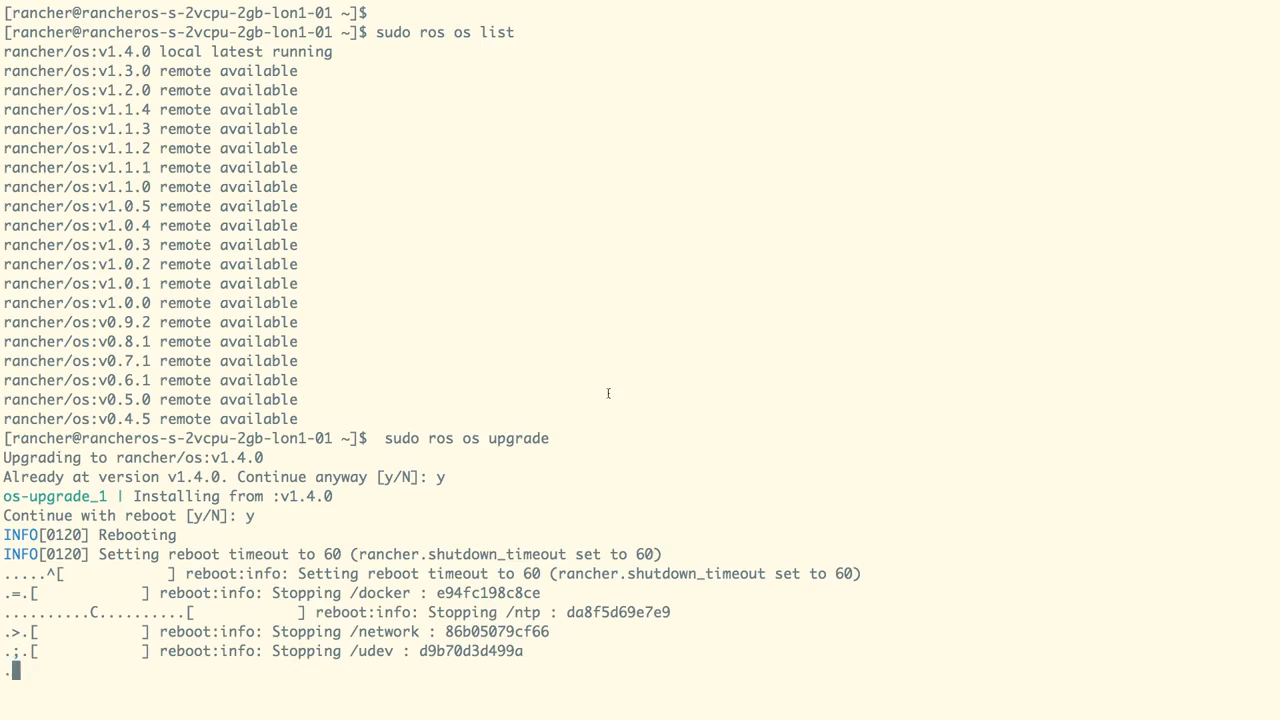 [rancher@rancheros-s-2vcpu-2gb-lon1-01 ~]$
[rancher@rancheros-s-2vcpu-2gb-lon1-01 ~]$ sudo ros os list
rancher/os:v1.4.0 local latest running
rancher/os:v1.3.0 remote available
rancher/os:v1.2.0 remote available
rancher/os:v1.1.4 remote available
rancher/os:v1.1.3 remote available
rancher/os:v1.1.2 remote available
rancher/os:v1.1.1 remote available
rancher/os:v1.1.0 remote available
rancher/os:v1.0.5 remote available
rancher/os:v1.0.4 remote available
rancher/os:v1.0.3 remote available
rancher/os:v1.0.2 remote available
rancher/os:v1.0.1 remote available
rancher/os:v1.0.0 remote available
rancher/os:v0.9.2 remote available
rancher/os:v0.8.1 remote available
rancher/os:v0.7.1 remote available
rancher/os:v0.6.1 remote available
rancher/os:v0.5.0 remote available
rancher/os:v0.4.5 remote available
[rancher@rancheros-s-2vcpu-2gb-lon1-01 ~]$  sudo ros os upgrade
Upgrading to rancher/os:v1.4.0
Already at version v1.4.0. Continue anyway [y/N]: y
os-upgrade_1 | Installing from :v1.4.0
Continue with reboot [y/N]: y
INFO[0120] Rebooting
INFO[0120] Setting reboot timeout to 60 (rancher.shutdown_timeout set to 60)
.....^[            ] reboot:info: Setting reboot timeout to 60 (rancher.shutdown_timeout set to 60)
.=.[            ] reboot:info: Stopping /docker : e94fc198c8ce
..........C..........[            ] reboot:info: Stopping /ntp : da8f5d69e7e9
.>.[            ] reboot:info: Stopping /network : 86b05079cf66
.;.[            ] reboot:info: Stopping /udev : d9b70d3d499a
.